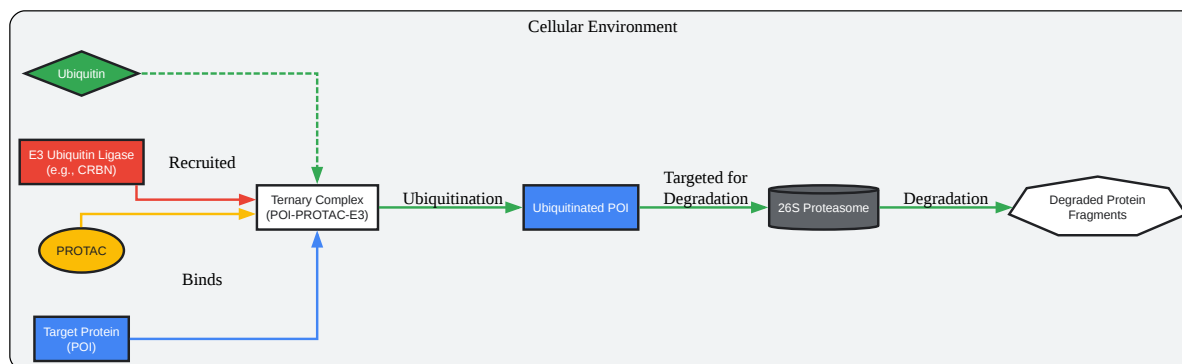 Cellular Environment
Ubiquitin
E3 Ubiquitin Ligase
(e.g., CRBN)
Recruited
PROTAC
Binds
Target Protein
(POI)
Ternary Complex
(POI-PROTAC-E3)
Ubiquitination
Ubiquitinated POI
Targeted for
Degradation
26S Proteasome
Degradation
Degraded Protein
Fragments